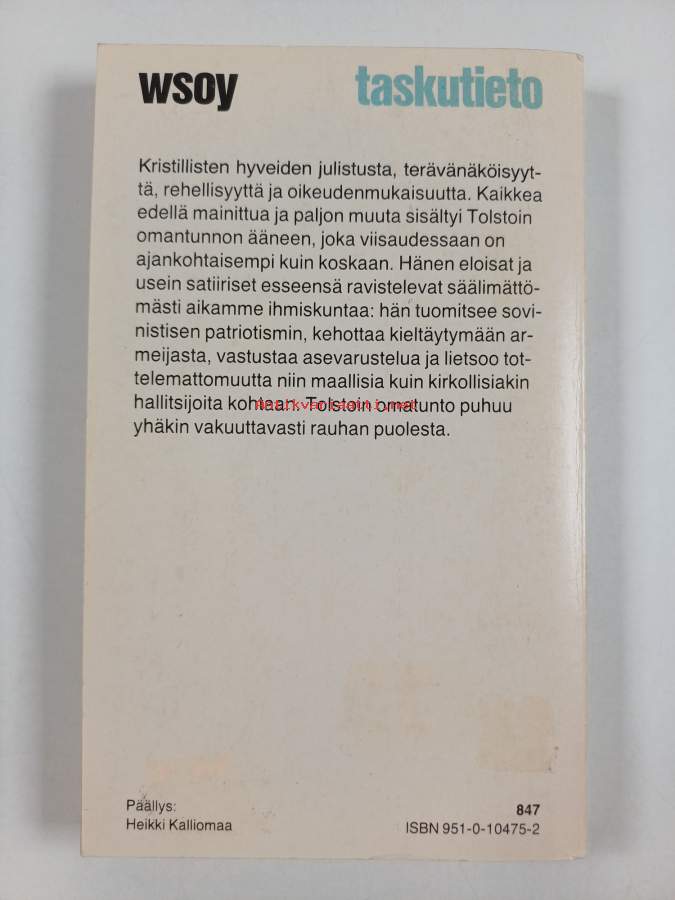 wsoy taskutieto
Kristillisten hyveiden julistusta, terävänäköisyyt-
tä, rehellisyyttä ja oikeudenmukaisuutta. Kaikkea
edellä mainittua ja paljon muuta sisältyi Tolstoin
omantunnon ääneen, joka viisaudessaan on
ajankohtaisempi kuin koskaan. Hänen eloisat ja
usein satiiriset esseensä ravistelevat säälimättö-
mästi aikamme ihmiskuntaa: hän tuomitsee sovi-
nistisen patriotismin, kehottaa kieltäytymään ar-
meijasta, vastustaa asevarustelua ja lietsoo tot-
telemattomuutta niin maallisia kuin kirkollisiakin
hallitsijoita kohtaan. Tolstoin omatunto puhuu
Antikvariaatti.net
yhäkin vakuuttavasti rauhan puolesta.
Päällys:
Heikki Kalliomaa
847
ISBN 951-0-10475-2